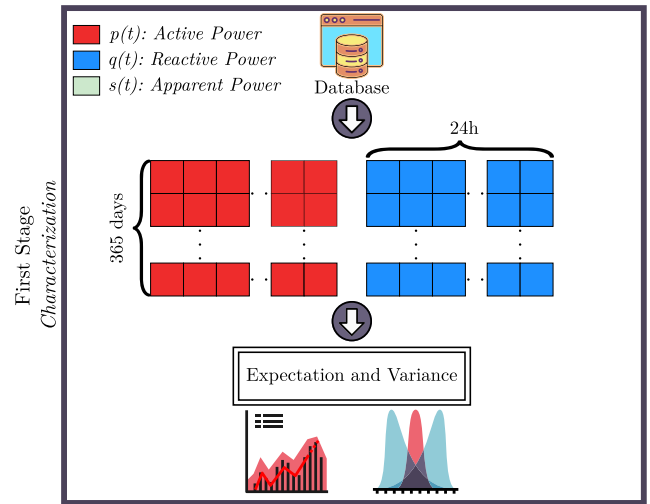 p(t): Active Power
q(t): Reactive Power
s(t): Apparent Power
Database
24h
365 days
First Stage
Characterization
Expectation and Variance